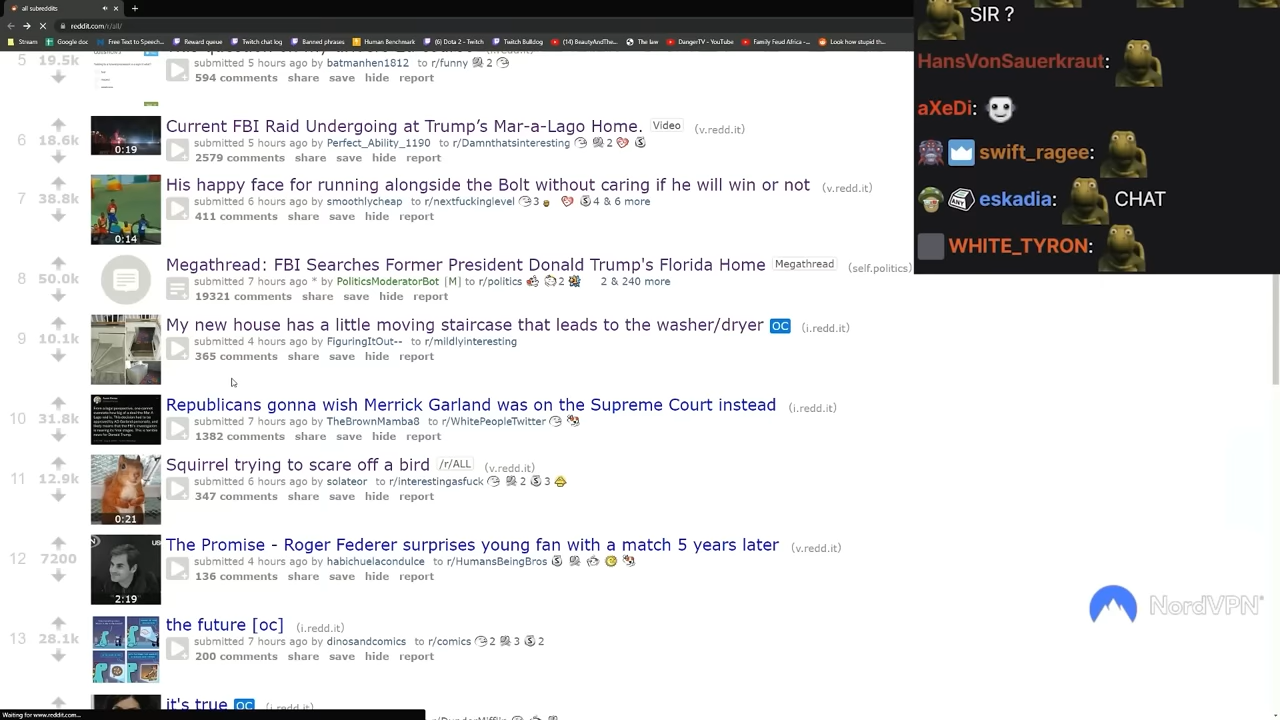 all subreddits
reddit.com/r/all/
Stream Google doc Free Text to Speech... Reward queue Twitch chat log Banned phrases Human Benchmark (6) Dota 2 - Twitch Twitch Bulldog (14) BeautyAndThe... The law DangerTV - YouTube Family Feud Africa -... Look how stupid th...
SIR ?
HansVonSauerkraut:
aXeDi:
swift_ragee:
eskadia: CHAT
WHITE_TYRON:
5 19.5k
submitted 5 hours ago by batmanhen1812 to r/funny 2
594 comments share save hide report
6 18.6k
0:19
Current FBI Raid Undergoing at Trump’s Mar-a-Lago Home. Video (v.redd.it)
submitted 5 hours ago by Perfect_Ability_1190 to r/Damnthatsinteresting 2
2579 comments share save hide report
7 38.8k
0:14
His happy face for running alongside the Bolt without caring if he will win or not (v.redd.it)
submitted 6 hours ago by smoothlycheap to r/nextfuckinglevel 3 4 & 6 more
411 comments share save hide report
8 50.0k
Megathread: FBI Searches Former President Donald Trump's Florida Home Megathread (self.politics)
submitted 7 hours ago * by PoliticsModeratorBot [M] to r/politics 2 2 & 240 more
19321 comments share save hide report
9 10.1k
My new house has a little moving staircase that leads to the washer/dryer OC (i.redd.it)
submitted 4 hours ago by FiguringItOut-- to r/mildlyinteresting
365 comments share save hide report
10 31.8k
Republicans gonna wish Merrick Garland was on the Supreme Court instead (i.redd.it)
submitted 7 hours ago by TheBrownMamba8 to r/WhitePeopleTwitter
1382 comments share save hide report
11 12.9k
0:21
Squirrel trying to scare off a bird /r/ALL (v.redd.it)
submitted 6 hours ago by solateor to r/interestingasfuck 2 3
347 comments share save hide report
12 7200
2:19
The Promise - Roger Federer surprises young fan with a match 5 years later (v.redd.it)
submitted 4 hours ago by habichuelacondulce to r/HumansBeingBros
136 comments share save hide report
NordVPN®
13 28.1k
the future [oc] (i.redd.it)
submitted 7 hours ago by dinosandcomics to r/comics 2 3 2
200 comments share save hide report
it's true OC (i.redd.it)
Waiting for www.reddit.com...
r/DunderMifflin